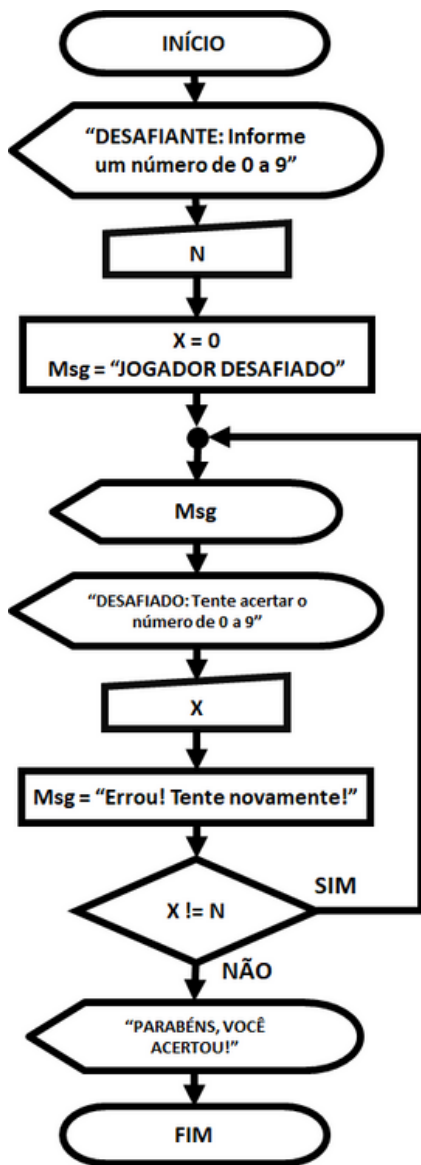 INÍCIO
“DESAFIANTE: Informe
um número de 0 a 9”
N
X = 0
Msg = “JOGADOR DESAFIADO”
Msg
“DESAFIADO: Tente acertar o
número de 0 a 9”
X
Msg = “Errou! Tente novamente!”
X != N
SIM
NÃO
“PARABÉNS, VOCÊ
ACERTOU!”
FIM